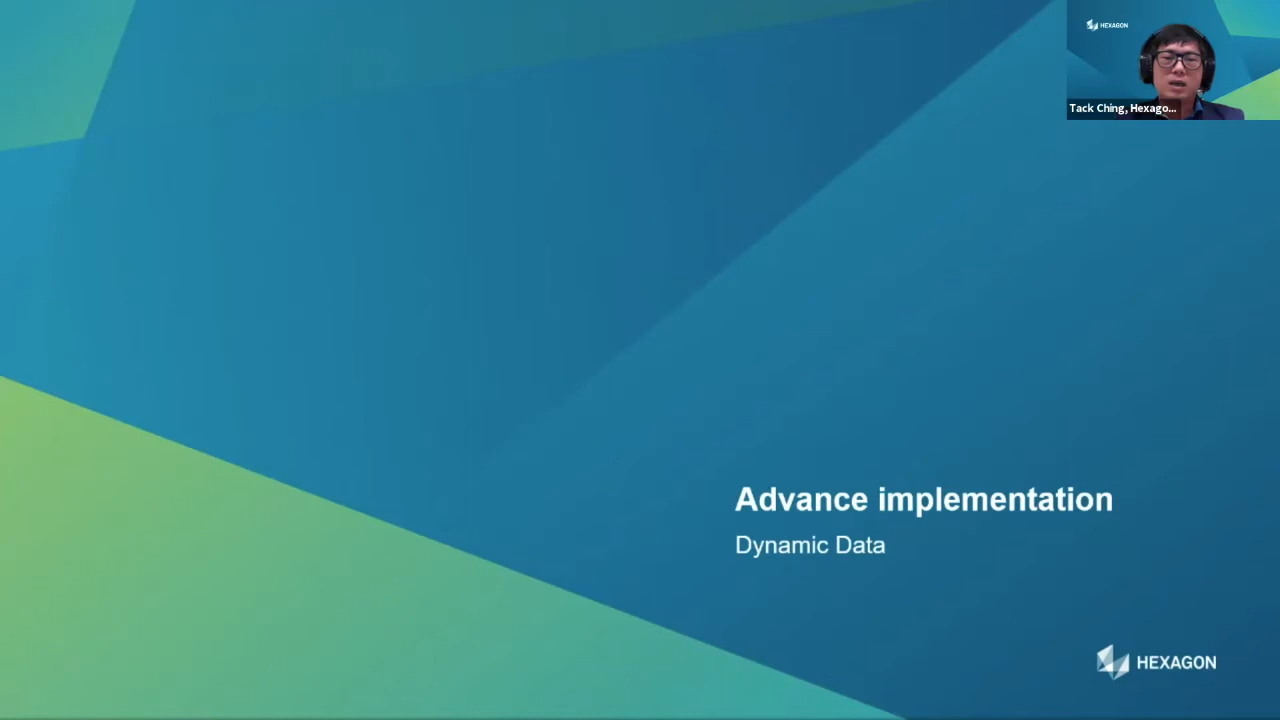 HEXAGON
Tack Ching, Hexago...
Advance implementation
Dynamic Data
HEXAGON